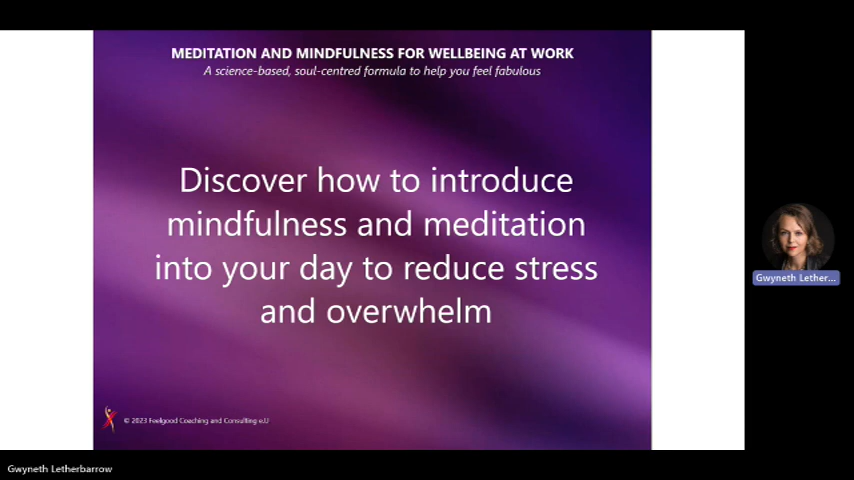 MEDITATION AND MINDFULNESS FOR WELLBEING AT WORK
A science-based, soul-centred formula to help you feel fabulous
Discover how to introduce
mindfulness and meditation
into your day to reduce stress
and overwhelm
Gwyneth Lether...
© 2023 Feelgood Coaching and Consulting e.U
Gwyneth Letherbarrow